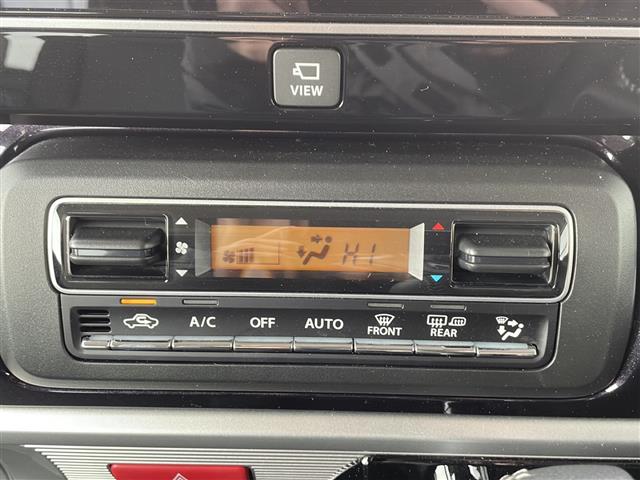 VIEW
HI
A/C OFF AUTO FRONT REAR